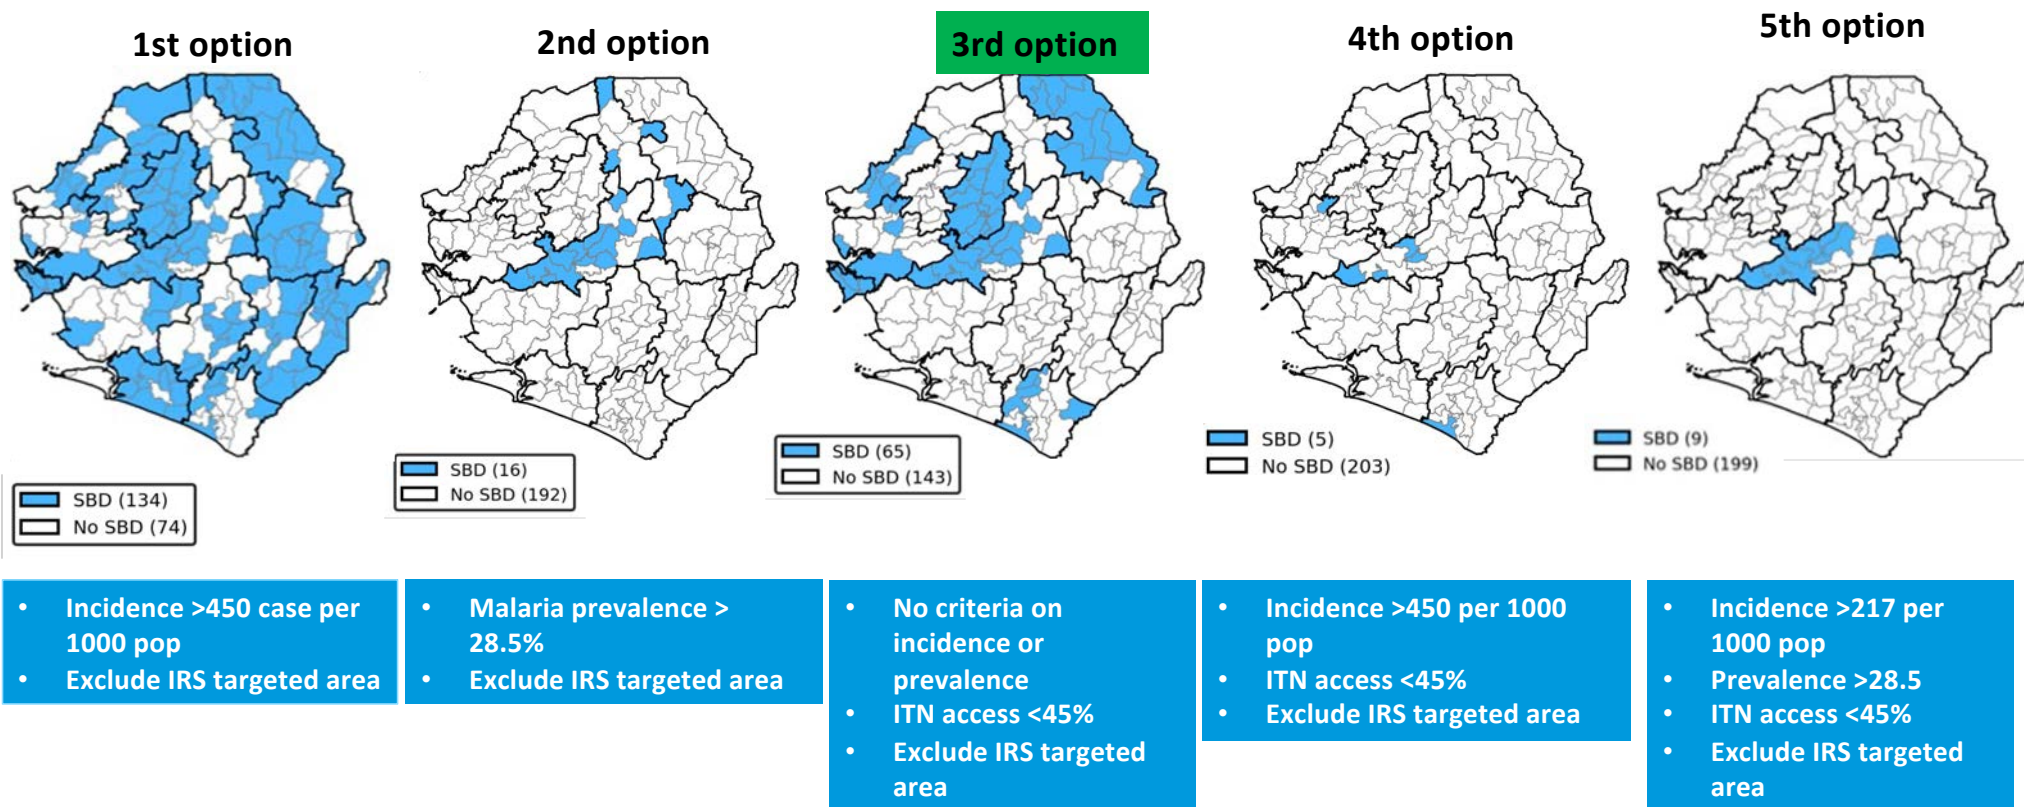 1st option
SBD (134)
No SBD (74)
• Incidence >450 case per
1000 pop
• Exclude IRS targeted area
2nd option
SBD (16)
No SBD (192)
• Malaria prevalence >
28.5%
• Exclude IRS targeted area
3rd option
SBD (65)
No SBD (143)
• No criteria on
incidence or
prevalence
• ITN access <45%
• Exclude IRS targeted
area
4th option
SBD (5)
No SBD (203)
• Incidence >450 per 1000
pop
• ITN access <45%
• Exclude IRS targeted area
5th option
SBD (9)
No SBD (199)
• Incidence >217 per
1000 pop
• Prevalence >28.5
• ITN access <45%
• Exclude IRS targeted
area